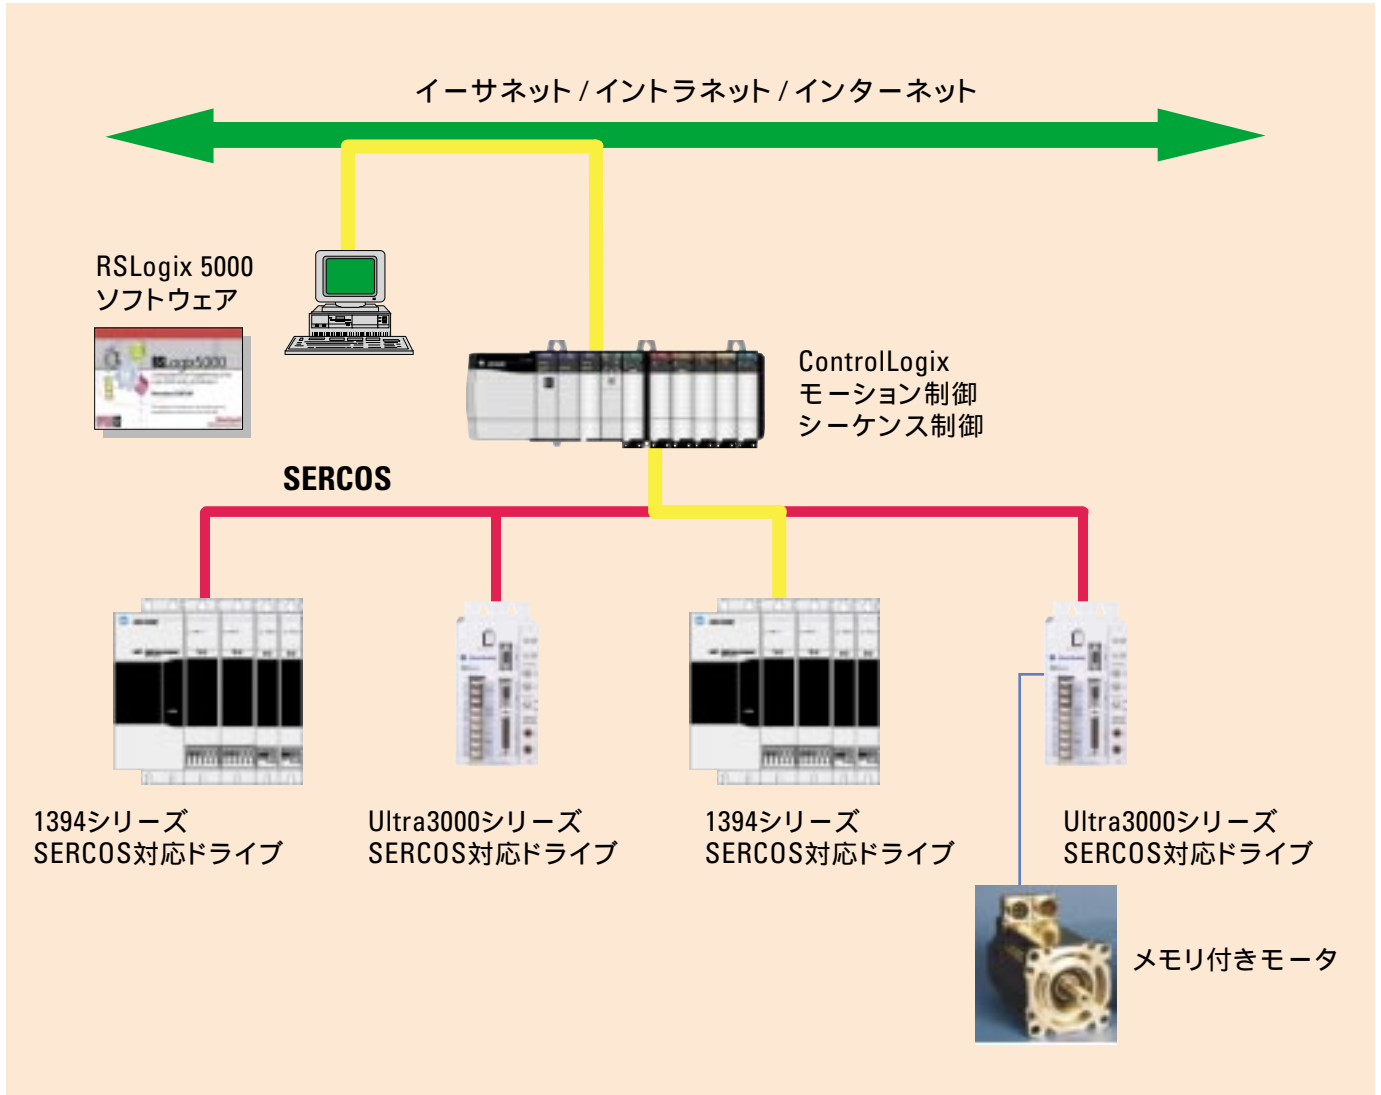 イーサネット / イントラネット / インターネット
RSLogix 5000
ソフトウェア
RSLogix5000
ControlLogix
モーション制御
シーケンス制御
SERCOS
1394シリーズ
SERCOS対応ドライブ
Ultra3000シリーズ
SERCOS対応ドライブ
1394シリーズ
SERCOS対応ドライブ
Ultra3000シリーズ
SERCOS対応ドライブ
メモリ付きモータ